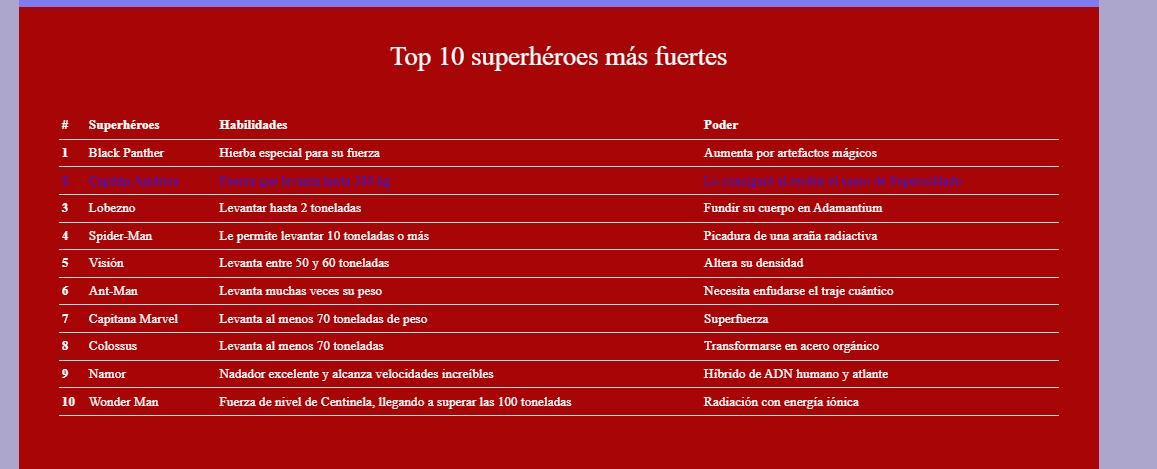 Top 10 superhéroes más fuertes
# Superhéroes Habilidades Poder
1 Black Panther Hierba especial para su fuerza Aumenta por artefactos mágicos
2 Capitán América Fuerza que levanta hasta 500 kg Lo consiguió al recibir el suero de Supersoldado
3 Lobezno Levantar hasta 2 toneladas Fundir su cuerpo en Adamantium
4 Spider-Man Le permite levantar 10 toneladas o más Picadura de una araña radiactiva
5 Visión Levanta entre 50 y 60 toneladas Altera su densidad
6 Ant-Man Levanta muchas veces su peso Necesita enfudarse el traje cuántico
7 Capitana Marvel Levanta al menos 70 toneladas de peso Superfuerza
8 Colossus Levanta al menos 70 toneladas Transformarse en acero orgánico
9 Namor Nadador excelente y alcanza velocidades increíbles Híbrido de ADN humano y atlante
10 Wonder Man Fuerza de nivel de Centinela, llegando a superar las 100 toneladas Radiación con energía iónica